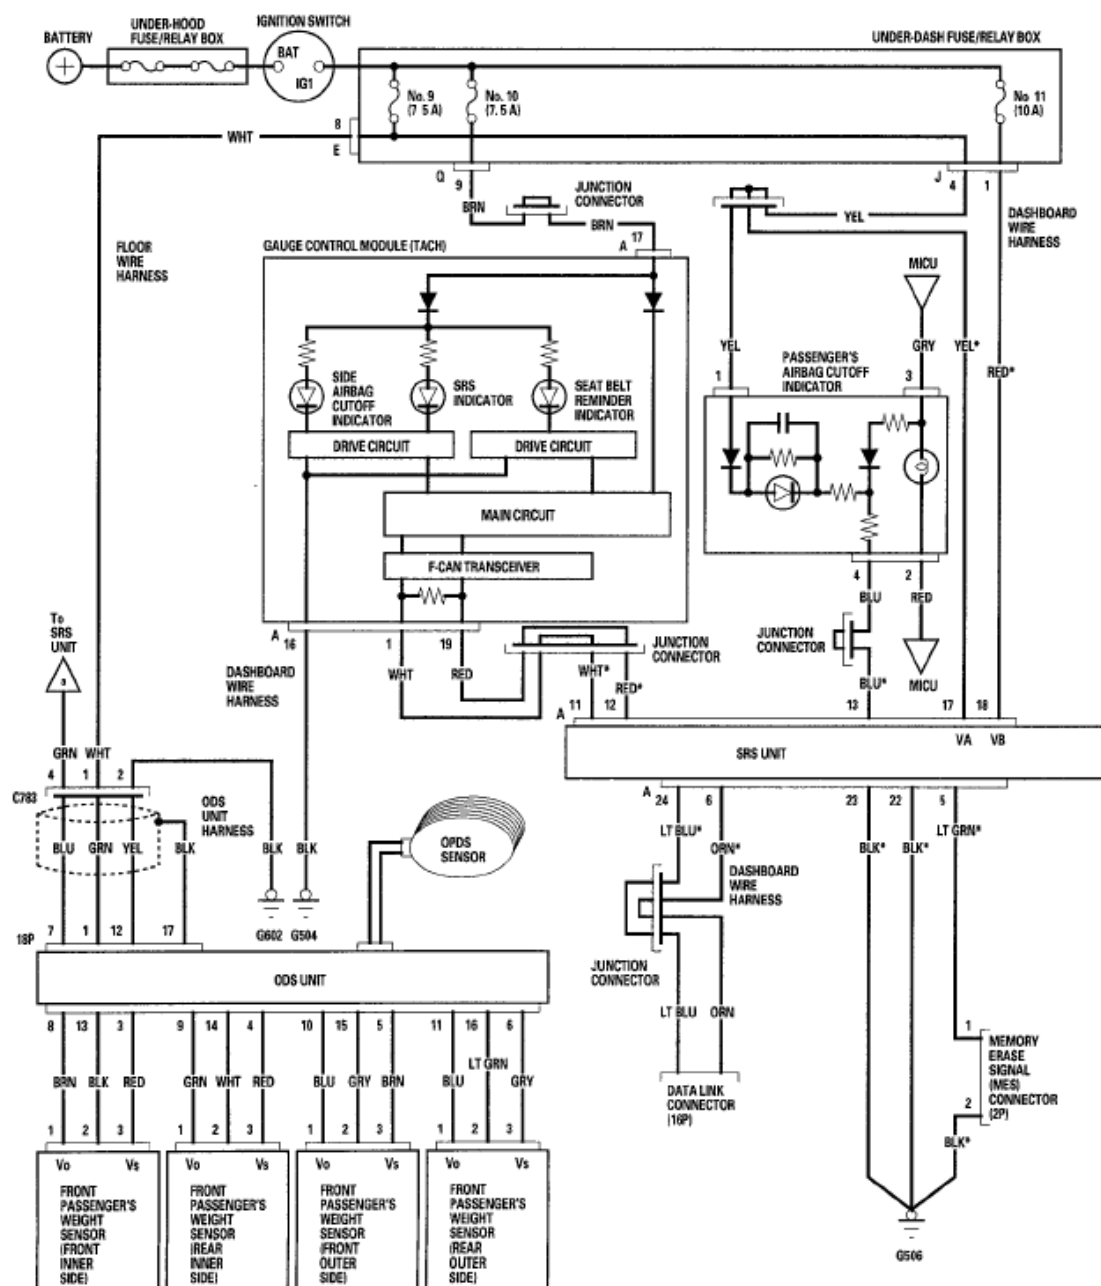 BATTERY
UNDER-HOOD
FUSE/RELAY BOX
IGNITION SWITCH
BAT
IG1
UNDER-DASH FUSE/RELAY BOX
No. 9
(7 5 A)
No. 10
(7.5 A)
No 11
(10 A)
8
E
WHT
Q
9
BRN
JUNCTION
CONNECTOR
BRN
J
4
1
YEL
DASHBOARD
WIRE
HARNESS
FLOOR
WIRE
HARNESS
GAUGE CONTROL MODULE (TACH)
A
17
MICU
YEL
GRY
YEL*
RED*
PASSENGER'S
AIRBAG CUTOFF
INDICATOR
1
3
SIDE
AIRBAG
CUTOFF
INDICATOR
SRS
INDICATOR
SEAT BELT
REMINDER
INDICATOR
DRIVE CIRCUIT
DRIVE CIRCUIT
MAIN CIRCUIT
F-CAN TRANSCEIVER
4
2
BLU
RED
A
16
1
19
To
SRS
UNIT
a
DASHBOARD
WIRE
HARNESS
WHT
RED
JUNCTION
CONNECTOR
WHT*
RED*
JUNCTION
CONNECTOR
BLU*
MICU
A
11
12
13
17
18
SRS UNIT
VA
VB
GRN
WHT
4
1
2
C783
ODS
UNIT
HARNESS
BLU
GRN
YEL
BLK
BLK
BLK
OPDS
SENSOR
A
24
6
23
22
5
LT BLU*
ORN*
BLK*
BLK*
LT GRN*
DASHBOARD
WIRE
HARNESS
G602
G504
18P
7
1
12
17
ODS UNIT
JUNCTION
CONNECTOR
LT BLU
ORN
8
13
3
9
14
4
10
15
5
11
16
6
BRN
BLK
RED
GRN
WHT
RED
BLU
GRY
BRN
BLU
LT GRN
GRY
DATA LINK
CONNECTOR
(16P)
1
2
MEMORY
ERASE
SIGNAL
(MES)
CONNECTOR
(2P)
BLK*
1
2
3
1
2
3
1
2
3
1
2
3
Vo
Vs
Vo
Vs
Vo
Vs
Vo
Vs
FRONT
PASSENGER'S
WEIGHT
SENSOR
(FRONT
INNER
SIDE)
FRONT
PASSENGER'S
WEIGHT
SENSOR
(REAR
INNER
SIDE)
FRONT
PASSENGER'S
WEIGHT
SENSOR
(FRONT
OUTER
SIDE)
FRONT
PASSENGER'S
WEIGHT
SENSOR
(REAR
OUTER
SIDE)
G506